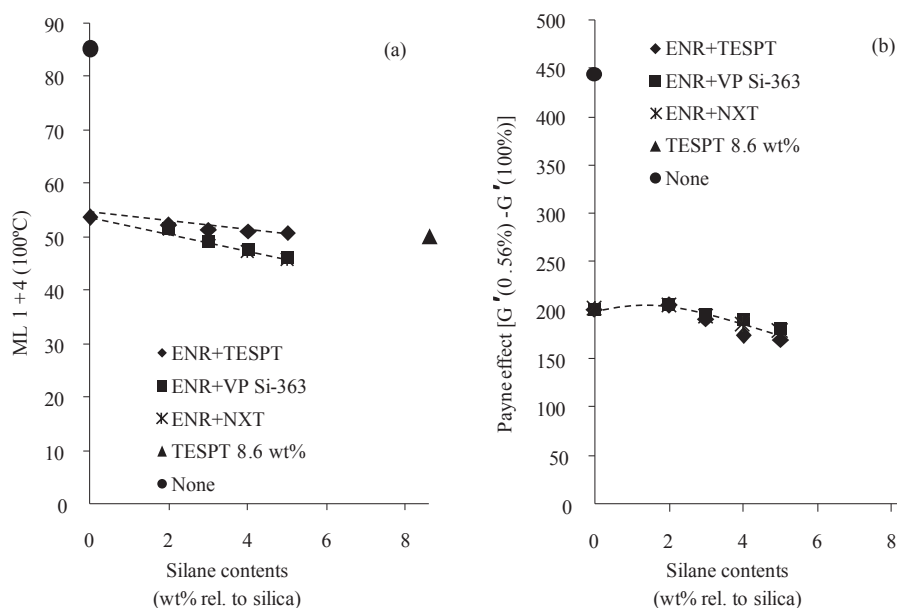 (a)
90
80
70
60
50
40
30
20
10
0
ML 1+4 (100ºC)
ENR+TESPT
ENR+VP Si-363
ENR+NXT
TESPT 8.6 wt%
None
0 2 4 6 8
Silane contents
(wt% rel. to silica)
(b)
500
450
400
350
300
250
200
150
100
50
0
Payne effect [G'(0.56%)-G'(100%)]
ENR+TESPT
ENR+VP Si-363
ENR+NXT
TESPT 8.6 wt%
None
0 2 4 6 8
Silane contents
(wt% rel. to silica)